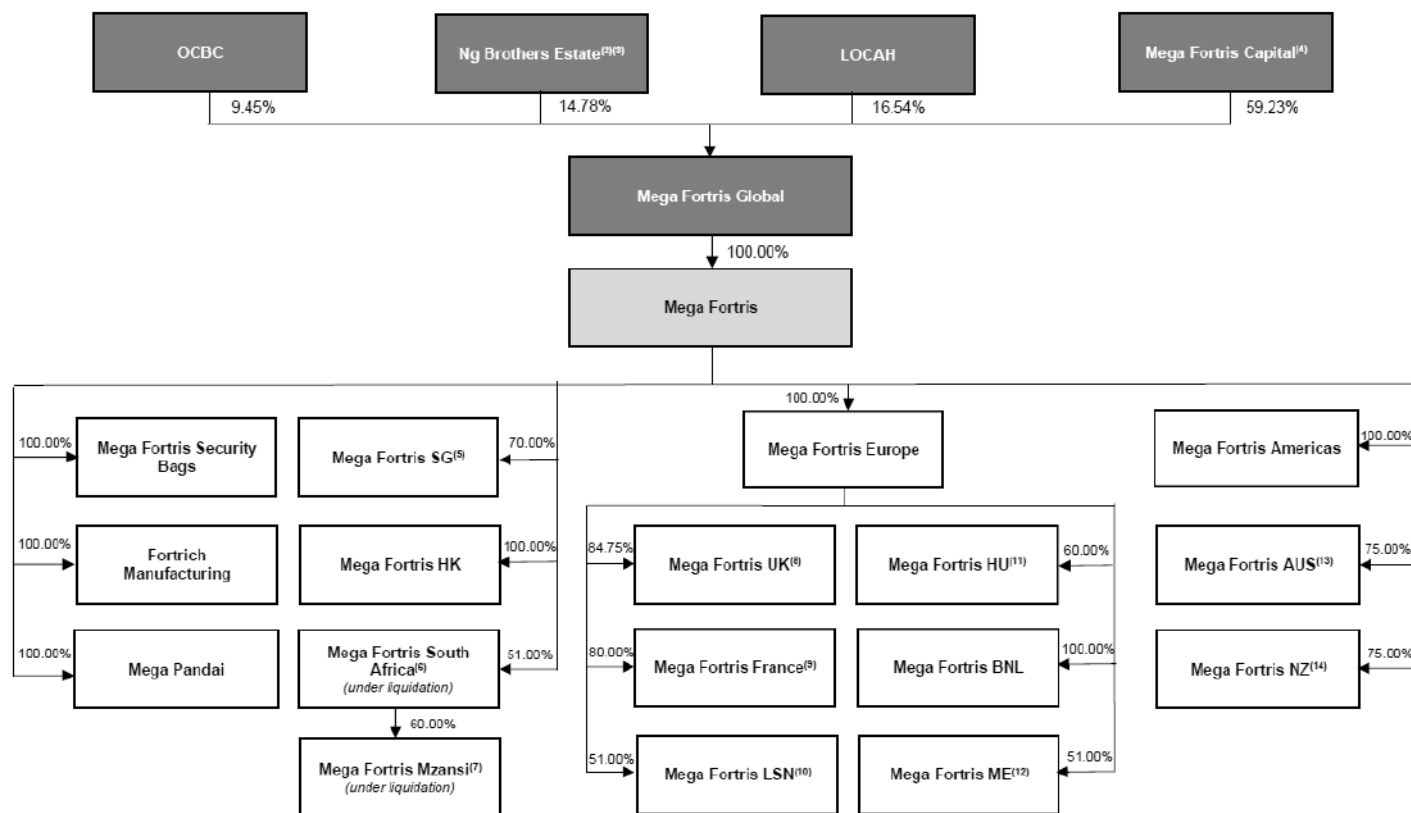 OCBC
Ng Brothers Estate(2)(3)
LOCAH
Mega Fortris Capital(4)
9.45%
14.78%
16.54%
59.23%
Mega Fortris Global
100.00%
Mega Fortris
100.00%
100.00%
Mega Fortris Security
Bags
Mega Fortris SG(5)
70.00%
Mega Fortris Europe
Mega Fortris Americas
100.00%
100.00%
Fortrich
Manufacturing
Mega Fortris HK
100.00%
84.75%
Mega Fortris UK(8)
Mega Fortris HU(11)
60.00%
Mega Fortris AUS(13)
75.00%
100.00%
Mega Pandai
Mega Fortris South
Africa(6)
(under liquidation)
51.00%
80.00%
Mega Fortris France(9)
Mega Fortris BNL
100.00%
Mega Fortris NZ(14)
75.00%
60.00%
Mega Fortris Mzansi(7)
(under liquidation)
51.00%
Mega Fortris LSN(10)
Mega Fortris ME(12)
51.00%